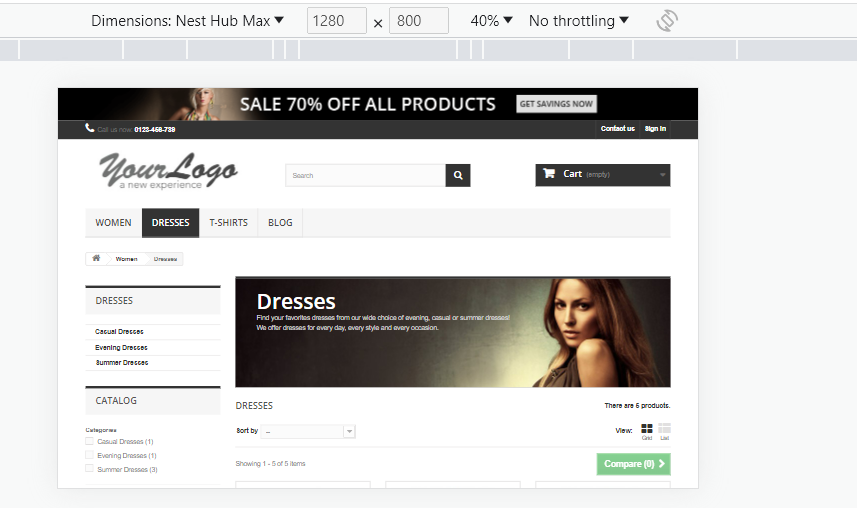 Dimensions: Nest Hub Max ▼ 1280 × 800 40% ▼ No throttling ▼
SALE 70% OFF ALL PRODUCTS GET SAVINGS NOW
Call us now: 0123-456-789 Contact us Sign in
YourLogo
a new experience
Search
Cart (empty)
WOMEN DRESSES T-SHIRTS BLOG
Women Dresses
DRESSES
Casual Dresses
Evening Dresses
Summer Dresses
CATALOG
Categories
Casual Dresses (1)
Evening Dresses (1)
Summer Dresses (3)
Dresses
Find your favorites dresses from our wide choice of evening, casual or summer dresses!
We offer dresses for every day, every style and every occasion.
DRESSES There are 5 products.
Sort by -- View: Grid List
Showing 1 - 5 of 5 items Compare (0)